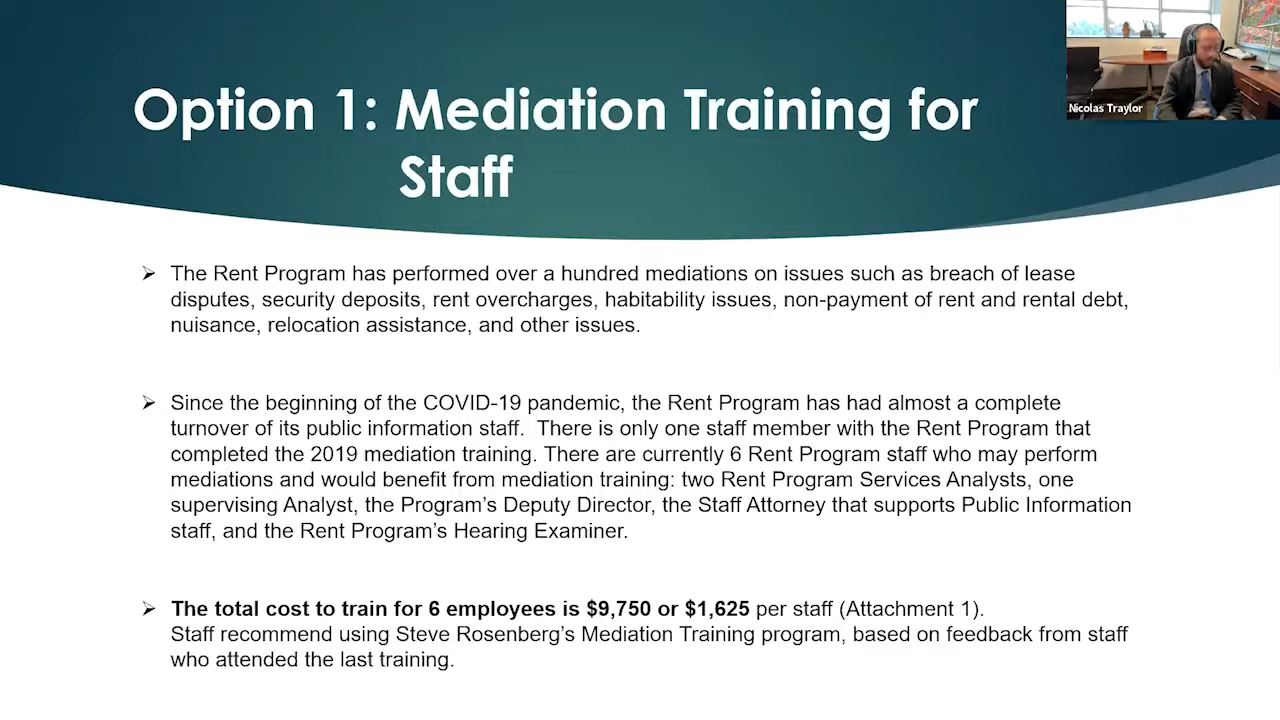 Option 1: Mediation Training for
Staff
Nicolas Traylor
The Rent Program has performed over a hundred mediations on issues such as breach of lease
disputes, security deposits, rent overcharges, habitability issues, non-payment of rent and rental debt,
nuisance, relocation assistance, and other issues.
Since the beginning of the COVID-19 pandemic, the Rent Program has had almost a complete
turnover of its public information staff.  There is only one staff member with the Rent Program that
completed the 2019 mediation training. There are currently 6 Rent Program staff who may perform
mediations and would benefit from mediation training: two Rent Program Services Analysts, one
supervising Analyst, the Program's Deputy Director, the Staff Attorney that supports Public Information
staff, and the Rent Program's Hearing Examiner.
The total cost to train for 6 employees is $9,750 or $1,625 per staff (Attachment 1).
Staff recommend using Steve Rosenberg's Mediation Training program, based on feedback from staff
who attended the last training.